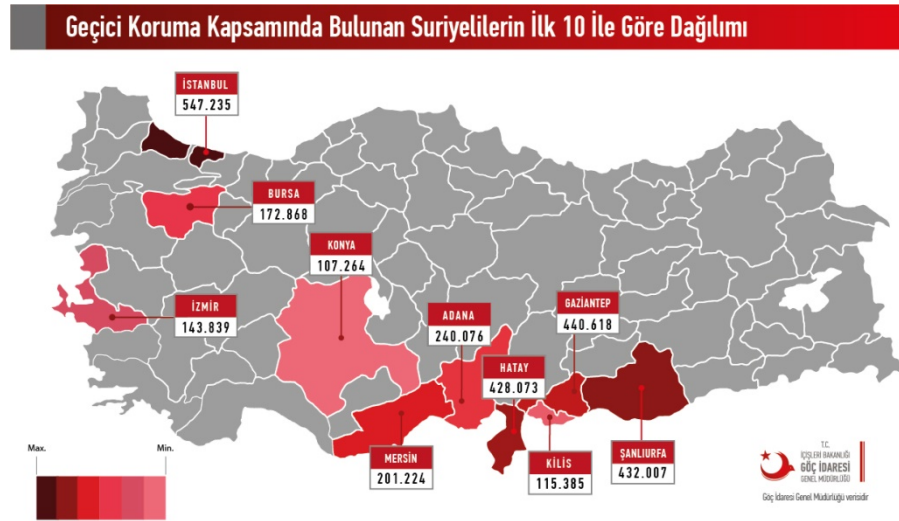 Geçici Koruma Kapsamında Bulunan Suriyelilerin İlk 10 İle Göre Dağılımı
İSTANBUL
547.235
BURSA
172.868
KONYA
107.264
İZMİR
143.839
ADANA
240.076
GAZİANTEP
440.618
HATAY
428.073
MERSİN
201.224
KİLİS
115.385
ŞANLIURFA
432.007
Max.
Min.
T.C.
İÇİŞLERİ BAKANLIĞI
GÖÇ İDARESİ
GENEL MÜDÜRLÜĞÜ
Göç İdaresi Genel Müdürlüğü verisidir